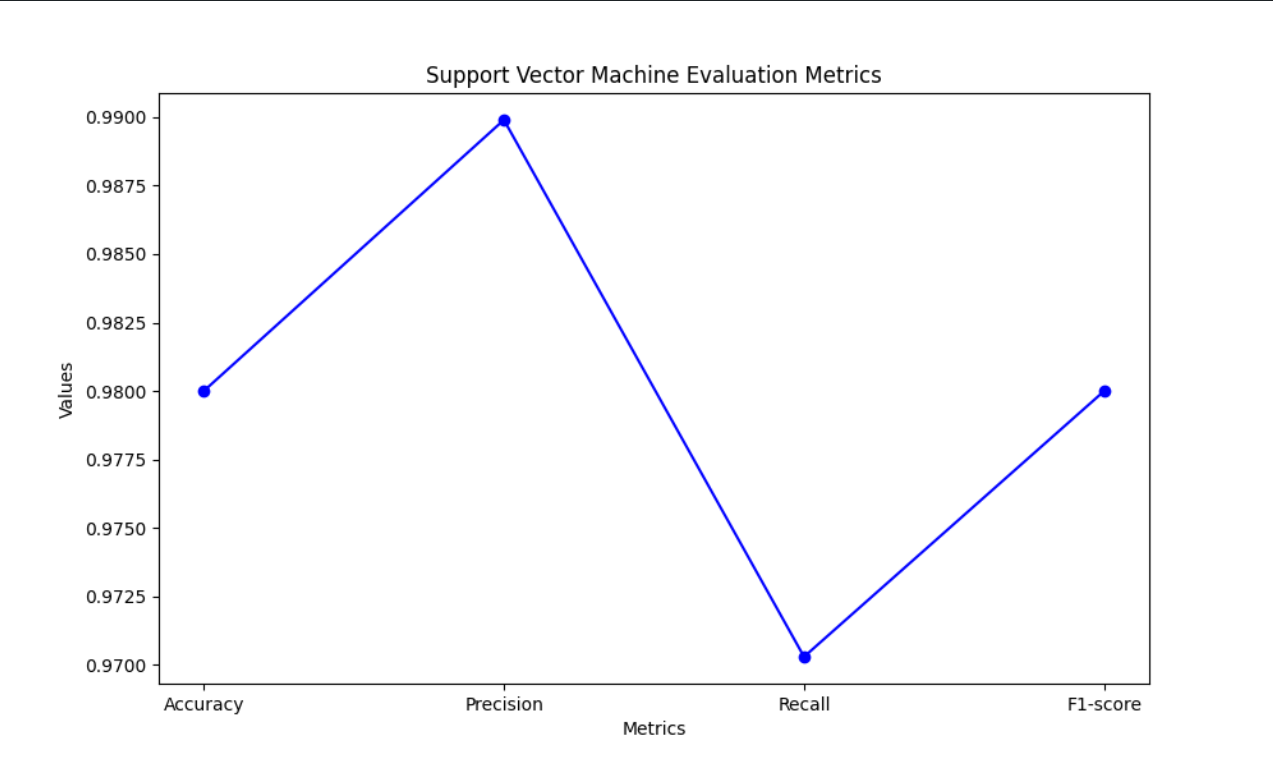 Support Vector Machine Evaluation Metrics
0.9900
0.9875
0.9850
0.9825
0.9800
0.9775
0.9750
0.9725
0.9700
Values
Accuracy Precision Recall F1-score
Metrics